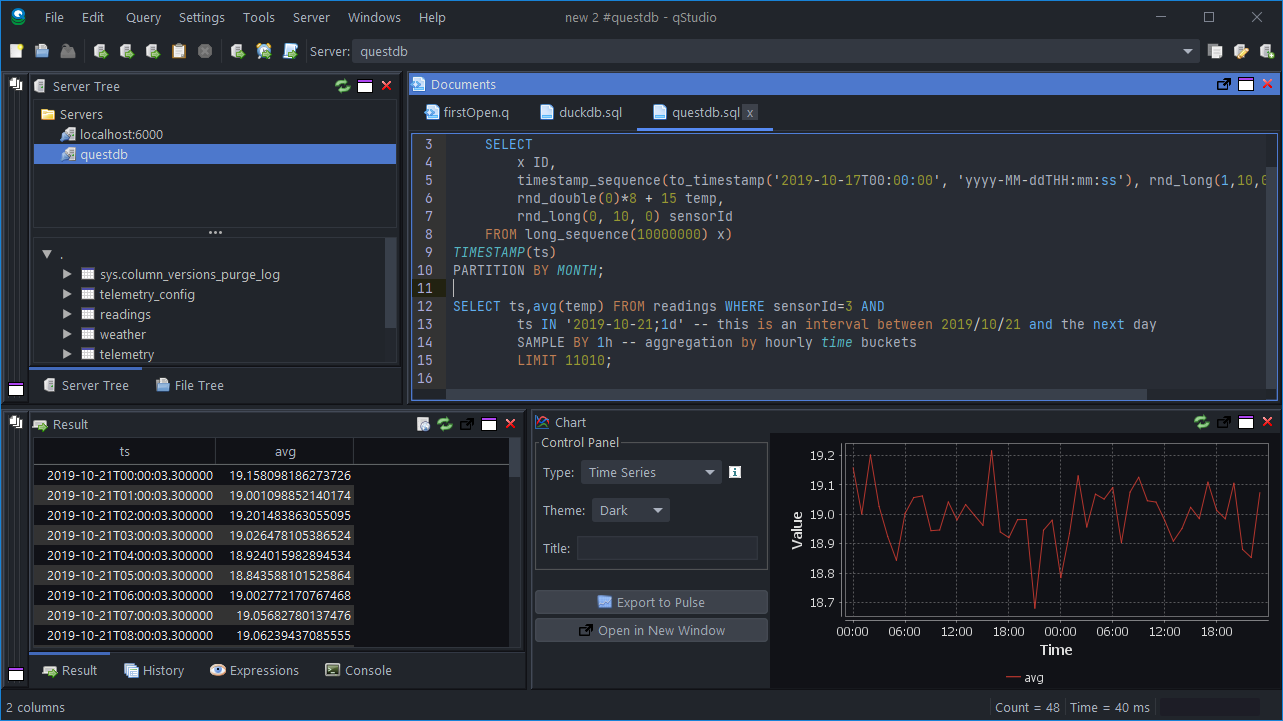 File Edit Query Settings Tools Server Windows Help
new 2 #questdb - qStudio
Server: questdb
Server Tree
Servers
localhost:6000
questdb
.
sys.column_versions_purge_log
telemetry_config
readings
weather
telemetry
Server Tree File Tree
Documents
firstOpen.q duckdb.sql questdb.sql x
3 SELECT
4 x ID,
5 timestamp_sequence(to_timestamp('2019-10-17T00:00:00', 'yyyy-MM-ddTHH:mm:ss'), rnd_long(1,10,0
6 rnd_double(0)*8 + 15 temp,
7 rnd_long(0, 10, 0) sensorId
8 FROM long_sequence(10000000) x)
9 TIMESTAMP(ts)
10 PARTITION BY MONTH;
11
12 SELECT ts,avg(temp) FROM readings WHERE sensorId=3 AND
13 ts IN '2019-10-21;1d' -- this is an interval between 2019/10/21 and the next day
14 SAMPLE BY 1h -- aggregation by hourly time buckets
15 LIMIT 11010;
16
Result
ts avg
2019-10-21T00:00:03.300000 19.158098186273726
2019-10-21T01:00:03.300000 19.001098852140174
2019-10-21T02:00:03.300000 19.201483863055095
2019-10-21T03:00:03.300000 19.026478105386524
2019-10-21T04:00:03.300000 18.924015982894534
2019-10-21T05:00:03.300000 18.843588101525864
2019-10-21T06:00:03.300000 19.002772170767468
2019-10-21T07:00:03.300000 19.05682780137476
2019-10-21T08:00:03.300000 19.06239437085555
Result History Expressions Console
Chart
Control Panel
Type: Time Series
Theme: Dark
Title:
Export to Pulse
Open in New Window
19.2
19.1
19.0
18.9
18.8
18.7
Value
00:00 06:00 12:00 18:00 00:00 06:00 12:00 18:00
Time
avg
2 columns
Count = 48 Time = 40 ms